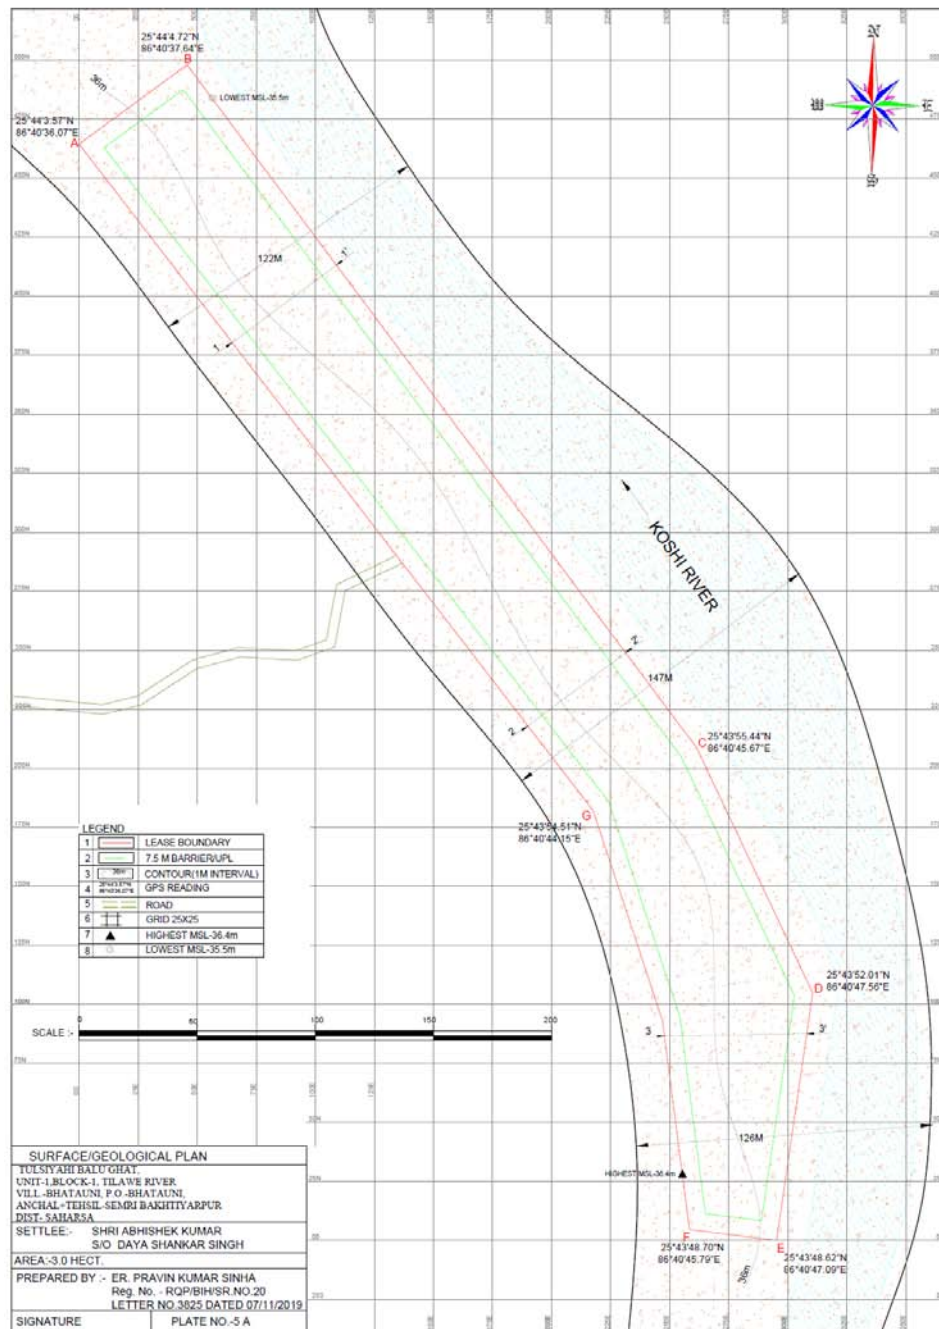 25°44'4.72"N
86°40'37.64"E
B
36m
LOWEST MSL-35.5m
25°44'3.57"N
86°40'36.07"E
A
122M
1'
1
KOSHI RIVER
2'
147M
2
C
25°43'55.44"N
86°40'45.67"E
G
25°43'54.51"N
86°40'44.15"E
25°43'52.01"N
86°40'47.56"E
D
3
3'
126M
HIGHEST MSL-36.4m
F
25°43'48.70"N
86°40'45.79"E
E
25°43'48.62"N
86°40'47.09"E
36m
LEGEND
1 LEASE BOUNDARY
2 7.5 M BARRIER/UPL
3 CONTOUR(1M INTERVAL)
4 GPS READING
5 ROAD
6 GRID 25X25
7 HIGHEST MSL-36.4m
8 LOWEST MSL-35.5m
SCALE :-
0 50 100 150 200
SURFACE/GEOLOGICAL PLAN
TULSIYAHI BALU GHAT,
UNIT-1,BLOCK-1, TILAWE RIVER
VILL.-BHATAUNI, P.O.-BHATAUNI,
ANCHAL+TEHSIL-SEMRI BAKHTIYARPUR
DIST- SAHARSA
SETTLEE:- SHRI ABHISHEK KUMAR
S/O DAYA SHANKAR SINGH
AREA:-3.0 HECT.
PREPARED BY :- ER. PRAVIN KUMAR SINHA
Reg. No. - RQP/BIH/SR.NO.20
LETTER NO.3825 DATED 07/11/2019
SIGNATURE PLATE NO.-5 A